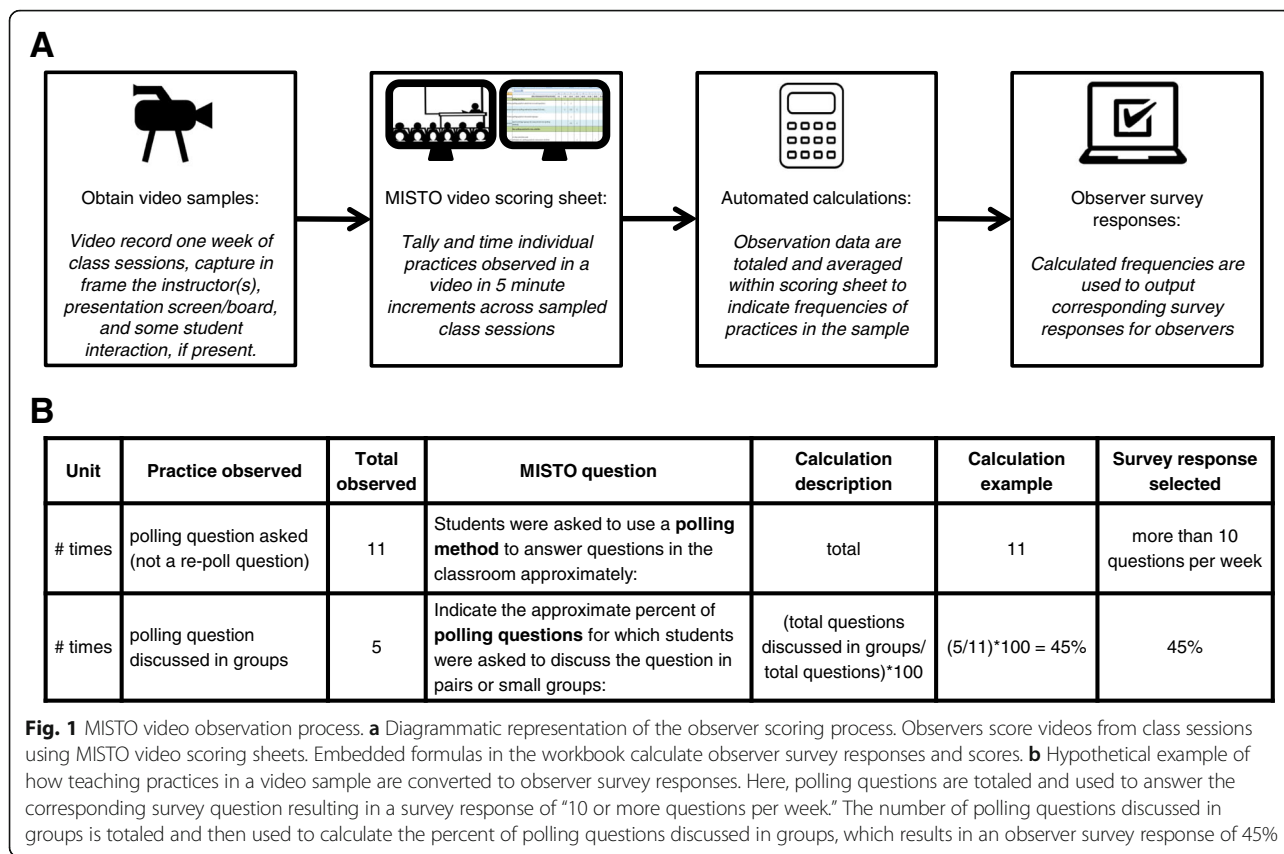 A
Obtain video samples:
Video record one week of
class sessions, capture in
frame the instructor(s),
presentation screen/board,
and some student
interaction, if present.
MISTO video scoring sheet:
Tally and time individual
practices observed in a
video in 5 minute
increments across sampled
class sessions
Automated calculations:
Observation data are
totaled and averaged
within scoring sheet to
indicate frequencies of
practices in the sample
Observer survey
responses:
Calculated frequencies are
used to output
corresponding survey
responses for observers
B
Unit
Practice observed
Total
observed
MISTO question
Calculation
description
Calculation
example
Survey response
selected
# times
polling question asked
(not a re-poll question)
11
Students were asked to use a polling
method to answer questions in the
classroom approximately:
total
11
more than 10
questions per week
# times
polling question
discussed in groups
5
Indicate the approximate percent of
polling questions for which students
were asked to discuss the question in
pairs or small groups:
(total questions
discussed in groups/
total questions)*100
(5/11)*100 = 45%
45%
Fig. 1 MISTO video observation process. a Diagrammatic representation of the observer scoring process. Observers score videos from class sessions
using MISTO video scoring sheets. Embedded formulas in the workbook calculate observer survey responses and scores. b Hypothetical example of
how teaching practices in a video sample are converted to observer survey responses. Here, polling questions are totaled and used to answer the
corresponding survey question resulting in a survey response of "10 or more questions per week." The number of polling questions discussed in
groups is totaled and then used to calculate the percent of polling questions discussed in groups, which results in an observer survey response of 45%